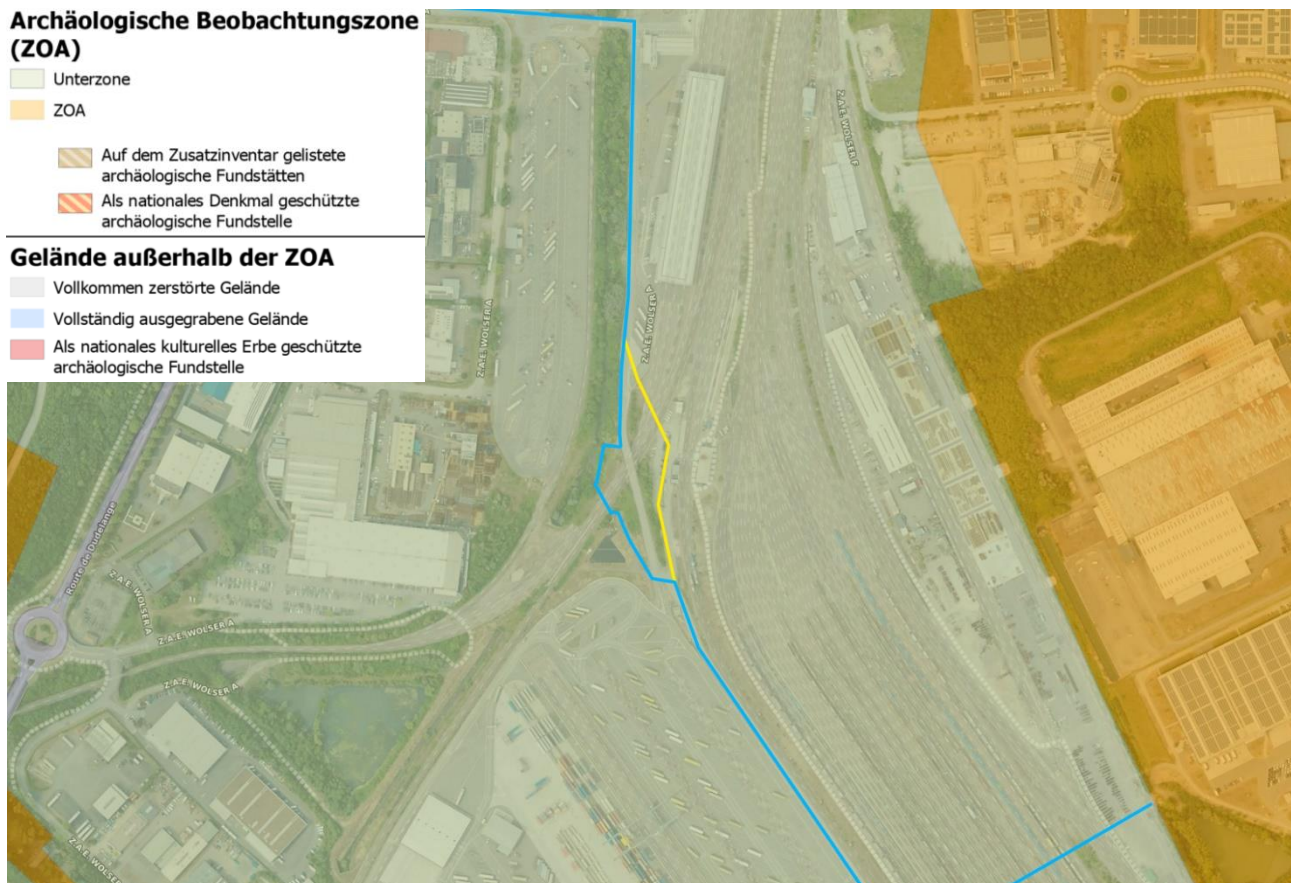 Archäologische Beobachtungszone
(ZOA)
Unterzone
ZOA
Auf dem Zusatzinventar gelistete
archäologische Fundstätten
Als nationales Denkmal geschützte
archäologische Fundstelle
Gelände außerhalb der ZOA
Vollkommen zerstörte Gelände
Vollständig ausgegrabene Gelände
Als nationales kulturelles Erbe geschützte
archäologische Fundstelle
Z.A.E. WOLSER F
Z.A.E. WOLSER A
Z.A.E. WOLSER A
Route de Dudelange
Z.A.E. WOLSER A
Z.A.E. WOLSER A
Z.A.E. WOLSER A
Z.A.E. WOLSER